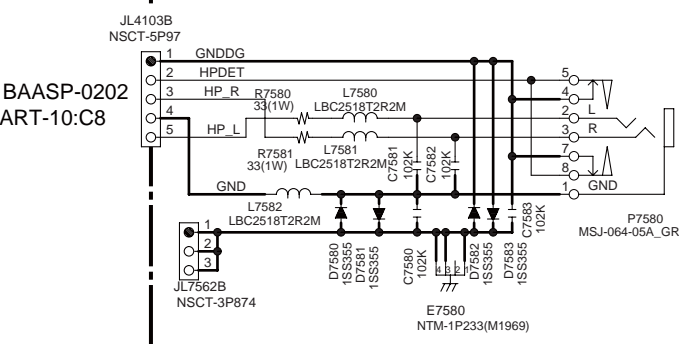 JL4103B
NSCT-5P97
BAASP-0202
ART-10:C8
1 GNDDG
2 HPDET
3 HP_R
4
5 HP_L
R7580
33(1W)
L7580
LBC2518T2R2M
R7581
33(1W)
L7581
LBC2518T2R2M
C7581
102K
C7582
102K
GND
L7582
LBC2518T2R2M
5
4
2 L
3 R
7
8
1 GND
P7580
MSJ-064-05A_GR
1
2
3
JL7562B
NSCT-3P874
D7580
1SS355
D7581
1SS355
C7580
102K
4 3 2 1
D7582
1SS355
D7583
1SS355
C7583
102K
E7580
NTM-1P233(M1969)